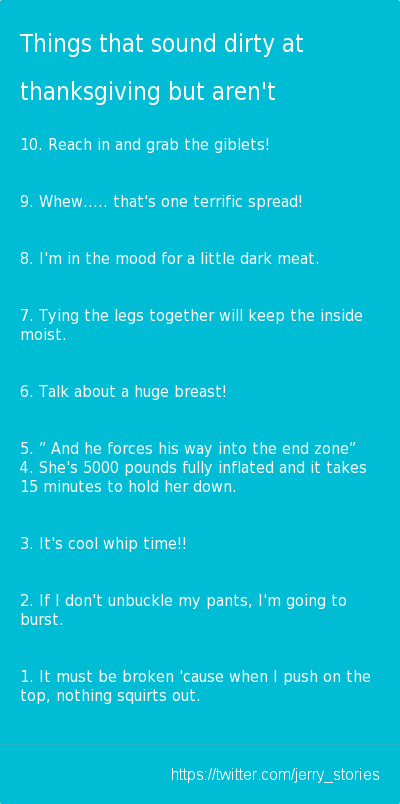 Things that sound dirty at
thanksgiving but aren't
10. Reach in and grab the giblets!
9. Whew..... that's one terrific spread!
8. I'm in the mood for a little dark meat.
7. Tying the legs together will keep the inside
moist.
6. Talk about a huge breast!
5. ” And he forces his way into the end zone”
4. She's 5000 pounds fully inflated and it takes
15 minutes to hold her down.
3. It's cool whip time!!
2. If I don't unbuckle my pants, I'm going to
burst.
1. It must be broken 'cause when I push on the
top, nothing squirts out.
https://twitter.com/jerry_stories